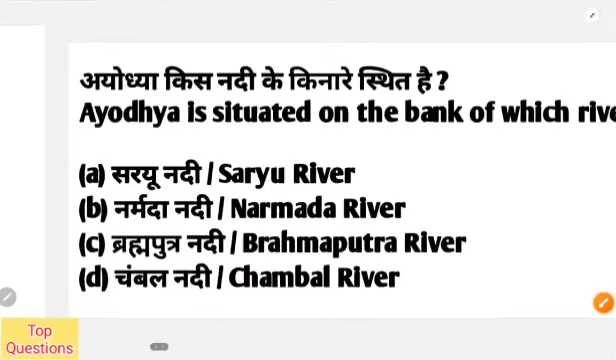 अयोध्या किस नदी के किनारे स्थित है ?
Ayodhya is situated on the bank of which rive
(a) सरयू नदी / Saryu River
(b) नर्मदा नदी / Narmada River
(c) ब्रह्मपुत्र नदी / Brahmaputra River
(d) चंबल नदी / Chambal River
Top
Questions